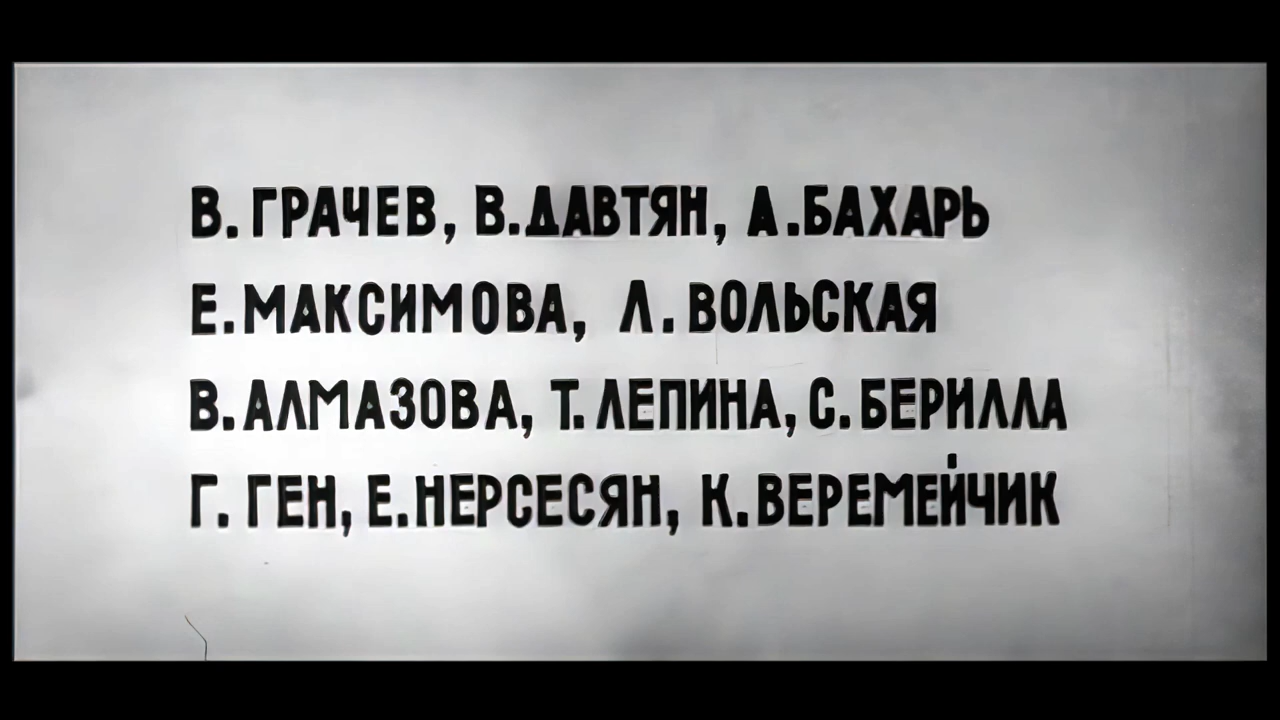 В. ГРАЧЕВ, В. ДАВТЯН, А. БАХАРЬ
Е. МАКСИМОВА, Л. ВОЛЬСКАЯ
В. АЛМАЗОВА, Т. ЛЕПИНА, С. БЕРИЛЛА
Г. ГЕН, Е. НЕРСЕСЯН, К. ВЕРЕМЕЙЧИК